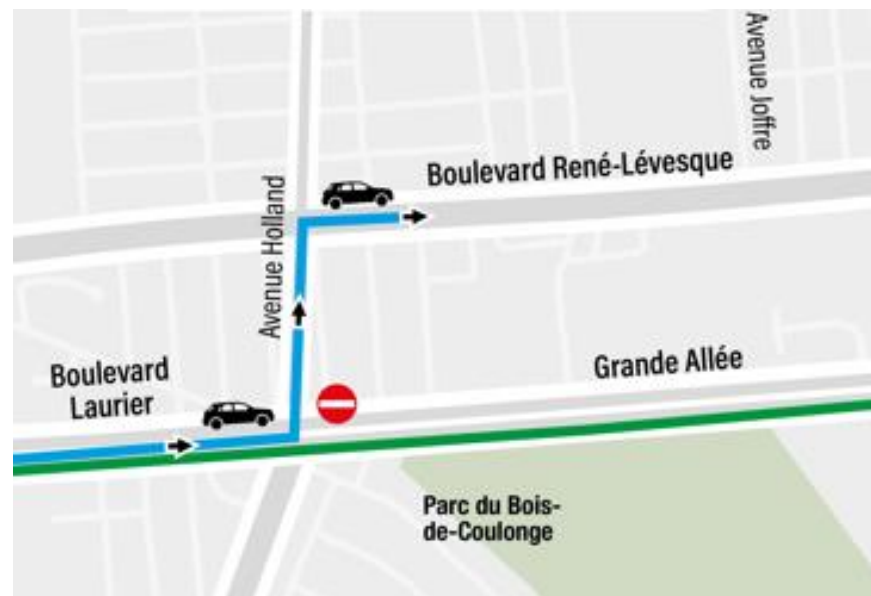 Avenue Joffre
Boulevard René-Lévesque
Avenue Holland
Boulevard
Laurier
Grande Allée
Parc du Bois-
de-Coulonge